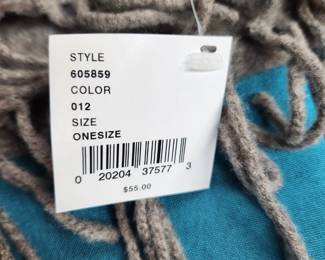 STYLE
605859
COLOR
012
SIZE
ONESIZE
0 20204 37577 3
$55.00